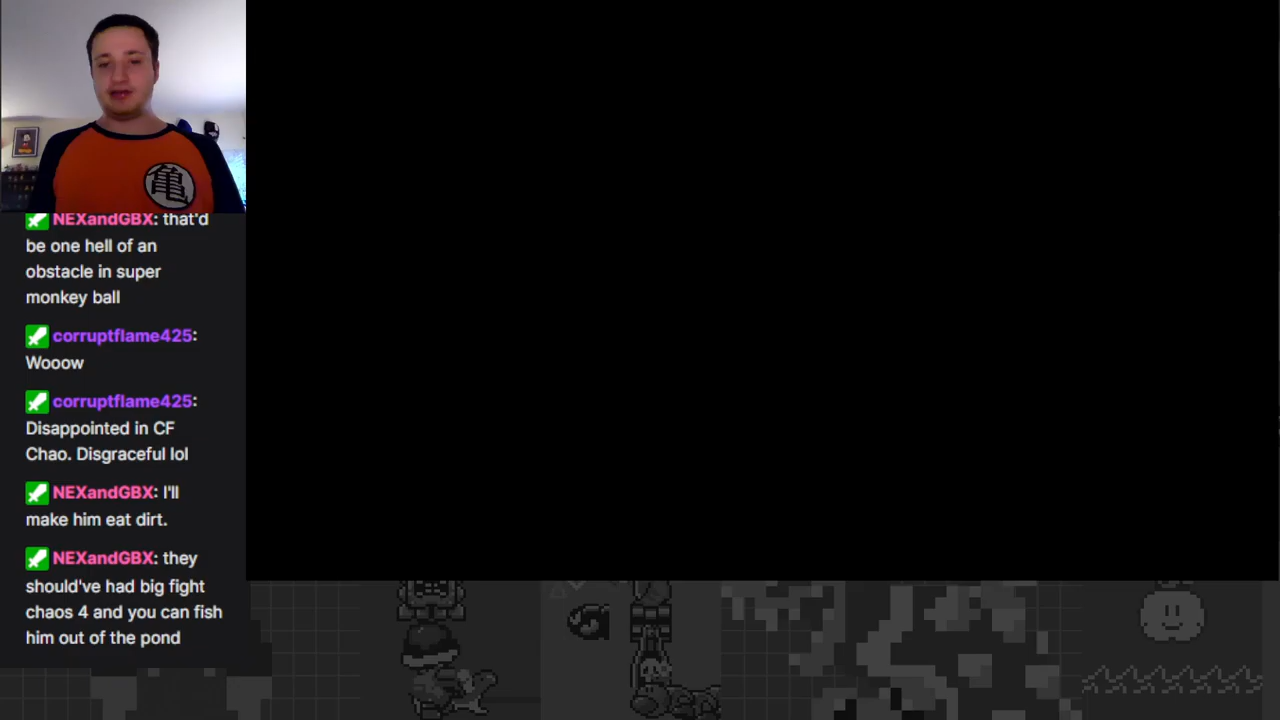 亀
NEXandGBX: that'd
be one hell of an
obstacle in super
monkey ball
corruptflame425:
Wooow
corruptflame425:
Disappointed in CF
Chao. Disgraceful lol
NEXandGBX: I'll
make him eat dirt.
NEXandGBX: they
should've had big fight
chaos 4 and you can fish
him out of the pond